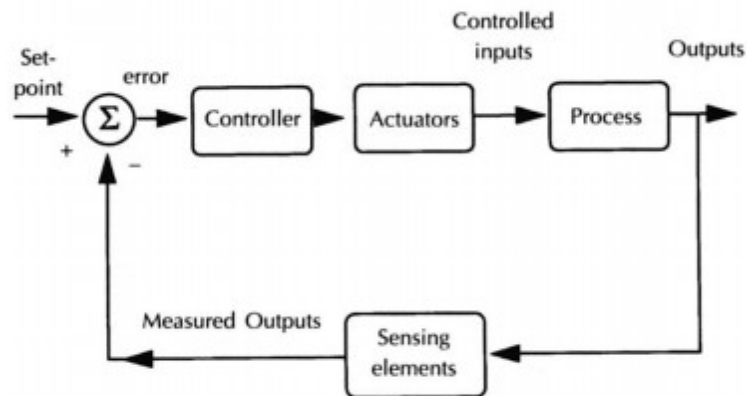 Controlled
inputs
Outputs
Set-
point
error
Σ
Controller
Actuators
Process
+
−
Measured Outputs
Sensing
elements